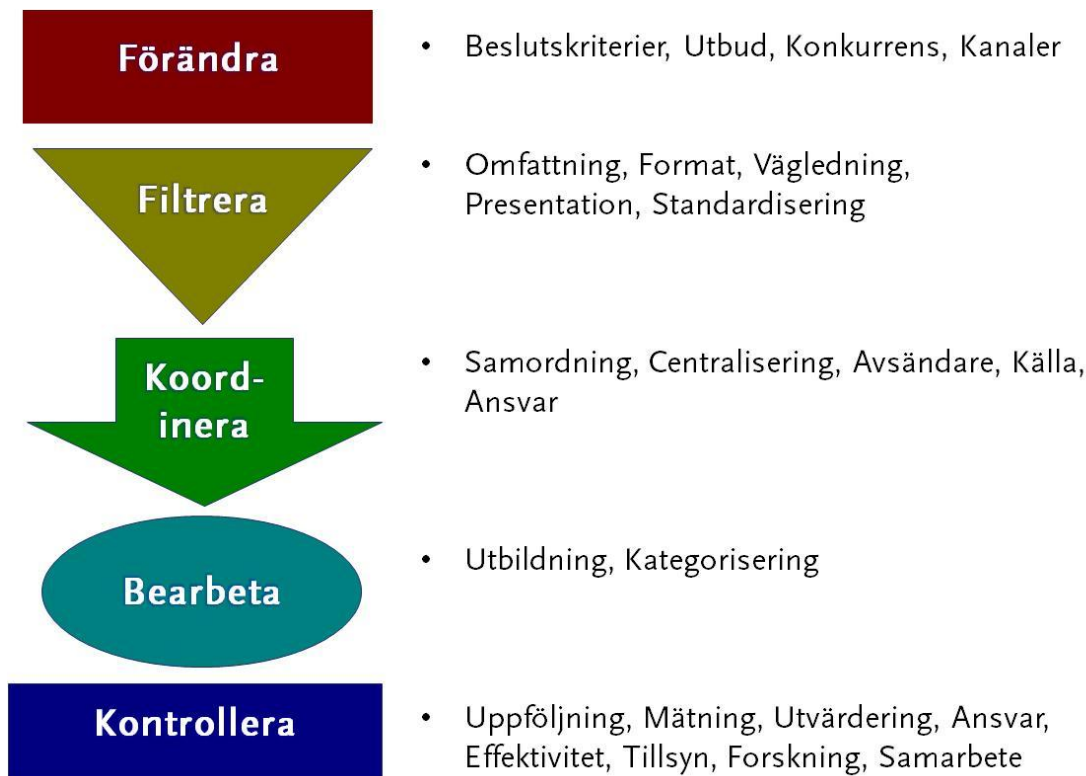 Förändra
• Beslutskriterier, Utbud, Konkurrens, Kanaler
Filtrera
• Omfattning, Format, Vägledning,
Presentation, Standardisering
Koord-
inera
• Samordning, Centralisering, Avsändare, Källa,
Ansvar
Bearbeta
• Utbildning, Kategorisering
Kontrollera
• Uppföljning, Mätning, Utvärdering, Ansvar,
Effektivitet, Tillsyn, Forskning, Samarbete